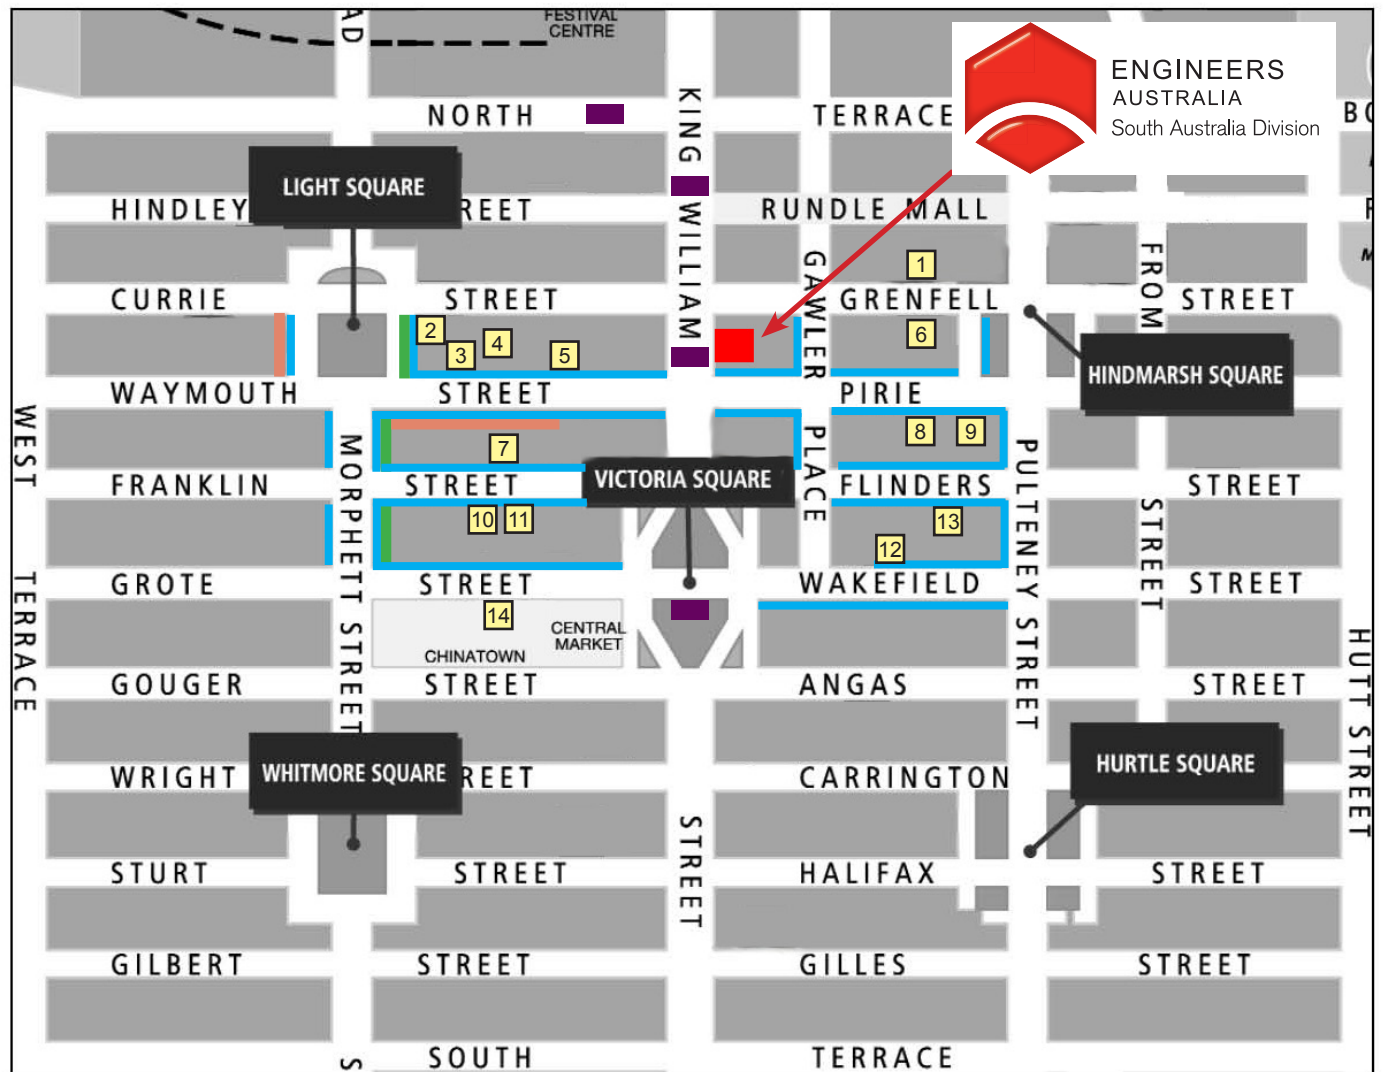 FESTIVAL
CENTRE
AD
ENGINEERS
AUSTRALIA
South Australia Division
NORTH
TERRACE
KING WILLIAM
LIGHT SQUARE
HINDLEY
REET
RUNDLE MALL
GAWLER
FROM
1
CURRIE
STREET
GRENFELL
STREET
2
3
4
5
6
HINDMARSH SQUARE
WAYMOUTH
STREET
PIRIE
WEST
MORPHETT STREET
PLACE
PULTENEY STREET
7
8
9
VICTORIA SQUARE
FRANKLIN
STREET
FLINDERS
STREET
STREET
10
11
12
13
TERRACE
GROTE
STREET
WAKEFIELD
STREET
14
CENTRAL
MARKET
CHINATOWN
HUTT STREET
GOUGER
STREET
ANGAS
STREET
WHITMORE SQUARE
HURTLE SQUARE
WRIGHT
REET
CARRINGTON
STREET
STURT
STREET
HALIFAX
STREET
GILBERT
STREET
GILLES
STREET
SOUTH
TERRACE
S